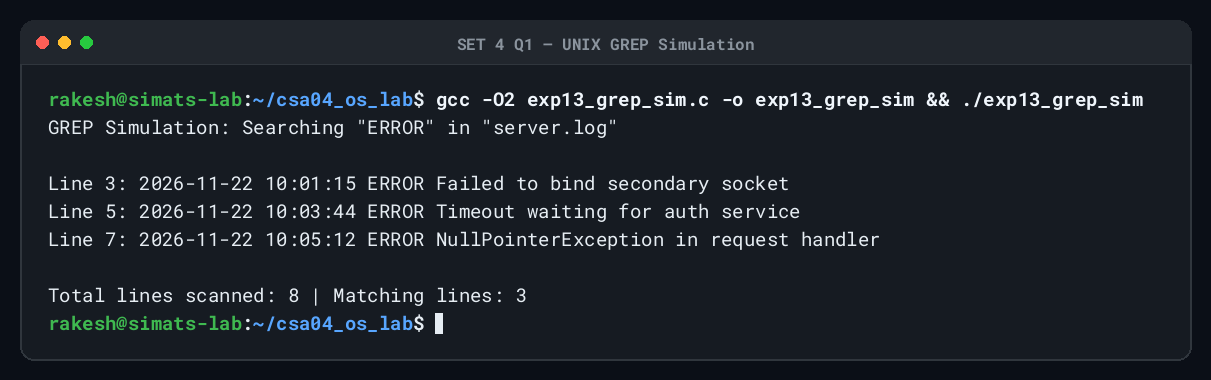 SET 4 Q1 — UNIX GREP Simulation
rakesh@simats-lab:~/csa04_os_lab$ gcc -O2 exp13_grep_sim.c -o exp13_grep_sim && ./exp13_grep_sim
GREP Simulation: Searching "ERROR" in "server.log"
Line 3: 2026-11-22 10:01:15 ERROR Failed to bind secondary socket
Line 5: 2026-11-22 10:03:44 ERROR Timeout waiting for auth service
Line 7: 2026-11-22 10:05:12 ERROR NullPointerException in request handler
Total lines scanned: 8 | Matching lines: 3
rakesh@simats-lab:~/csa04_os_lab$